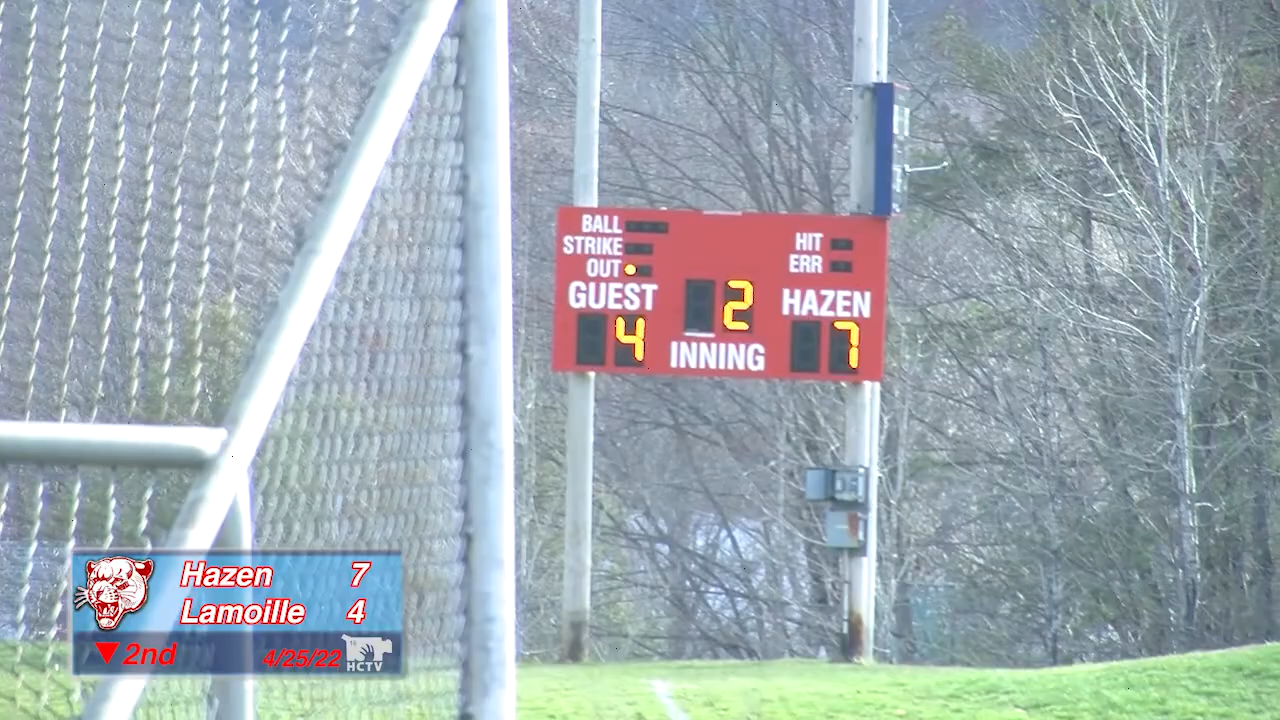 BALL
STRIKE
OUT
HIT
ERR
GUEST 2 HAZEN
4 INNING 7
Hazen 7
Lamoille 4
2nd 4/25/22 HCTV